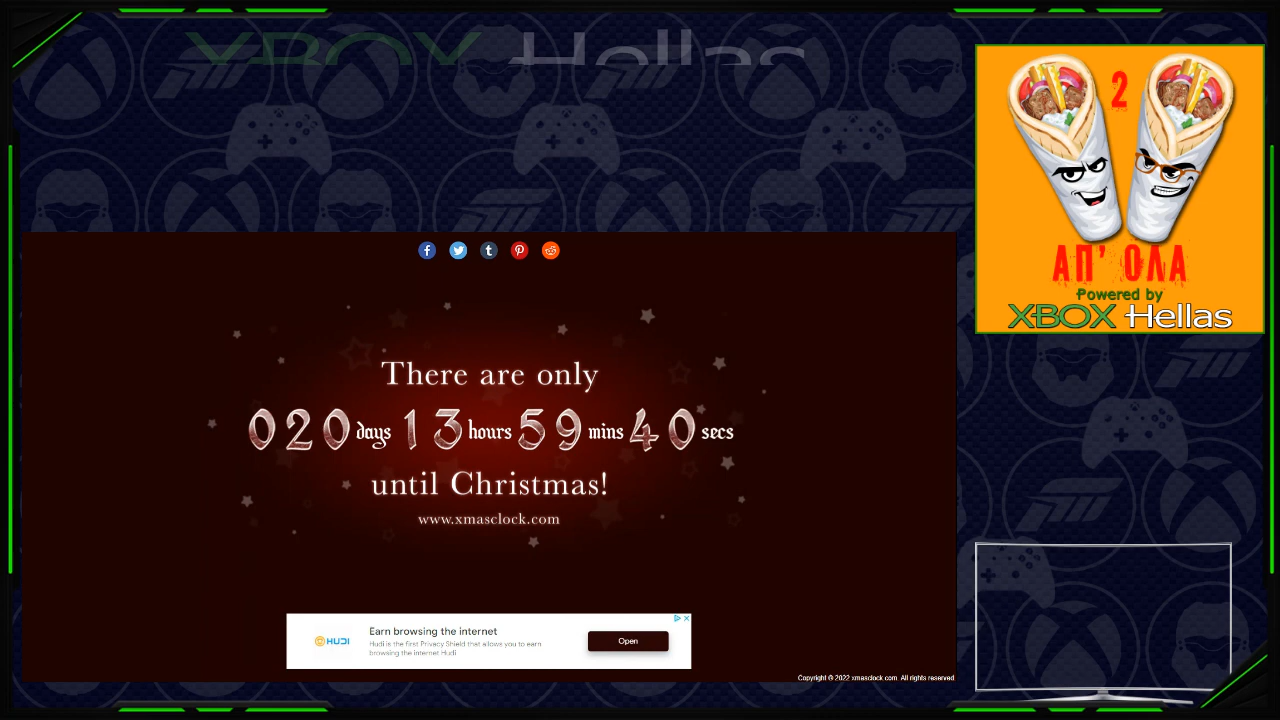 XBOX Hellas
2
ΑΠ' ΟΛΑ
Powered by
XBOX Hellas
There are only
020 days 13 hours 59 mins 40 secs
until Christmas!
www.xmasclock.com
HUDI
Earn browsing the internet
Hudi is the first Privacy Shield that allows you to earn
browsing the internet Hudi
Open
Copyright © 2022 xmasclock.com. All rights reserved